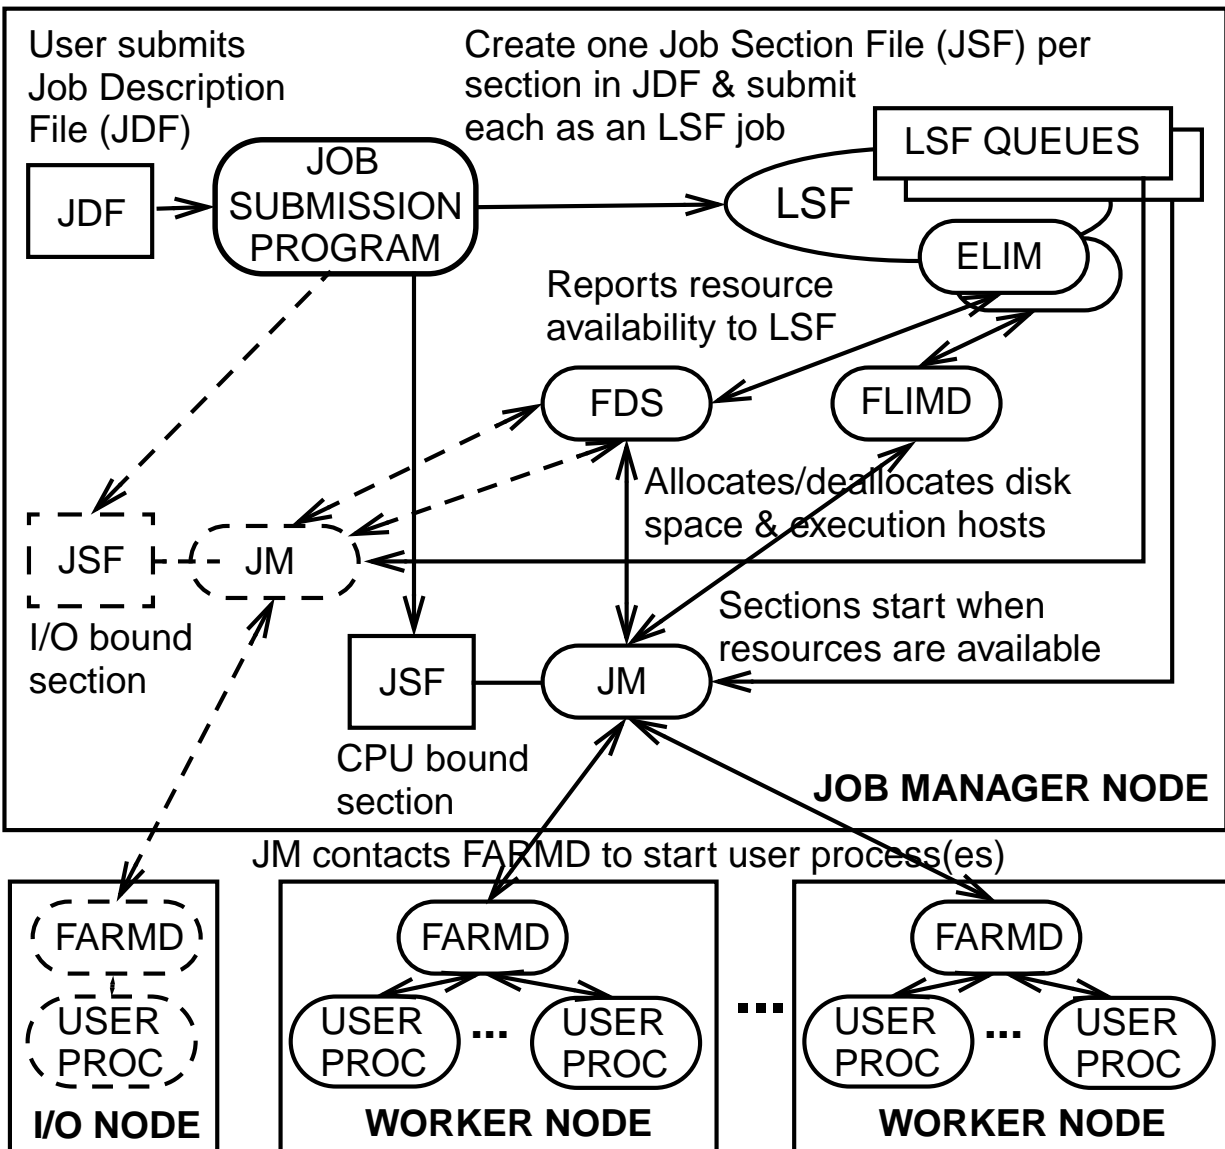 User submits
Job Description
File (JDF)
Create one Job Section File (JSF) per
section in JDF & submit
each as an LSF job
LSF QUEUES
JDF
JOB
SUBMISSION
PROGRAM
LSF
ELIM
Reports resource
availability to LSF
FDS
FLIMD
Allocates/deallocates disk
space & execution hosts
JSF
JM
I/O bound
section
Sections start when
resources are available
JSF
JM
CPU bound
section
JOB MANAGER NODE
JM contacts FARMD to start user process(es)
FARMD
USER
PROC
I/O NODE
FARMD
USER
PROC
...
USER
PROC
WORKER NODE
...
FARMD
USER
PROC
...
USER
PROC
WORKER NODE